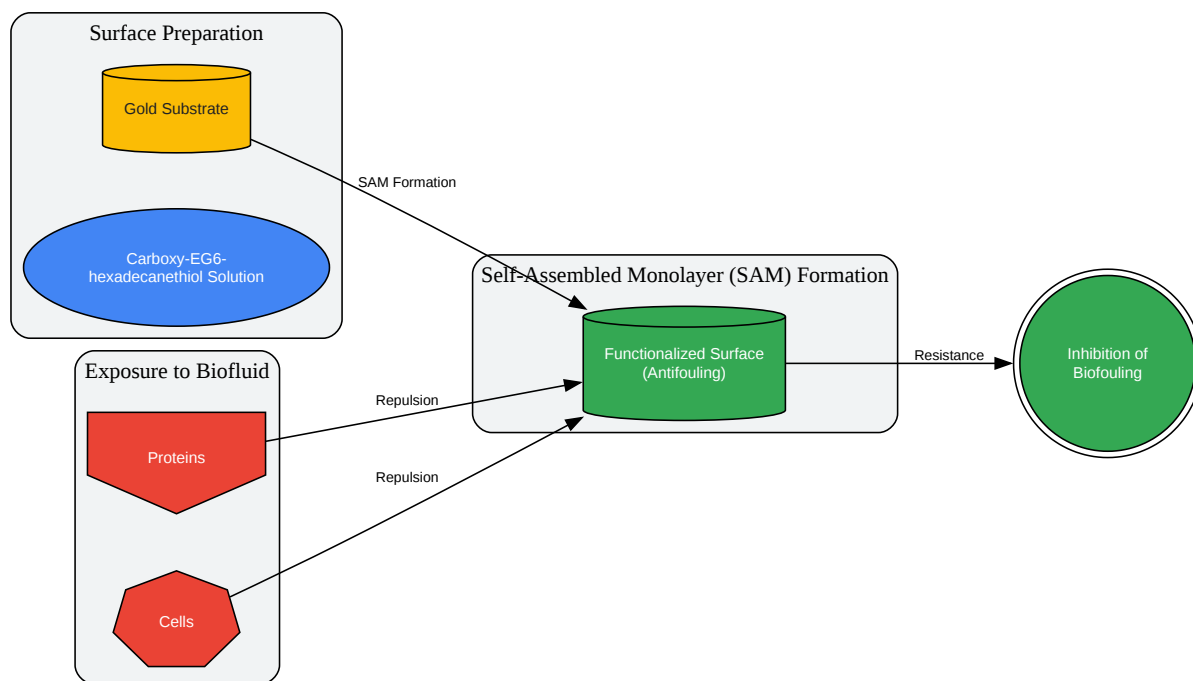 Surface Preparation
Gold Substrate
SAM Formation
Carboxy-EG6-
hexadecanethiol Solution
Self-Assembled Monolayer (SAM) Formation
Functionalized Surface
(Antifouling)
Resistance
Inhibition of
Biofouling
Exposure to Biofluid
Repulsion
Proteins
Repulsion
Cells